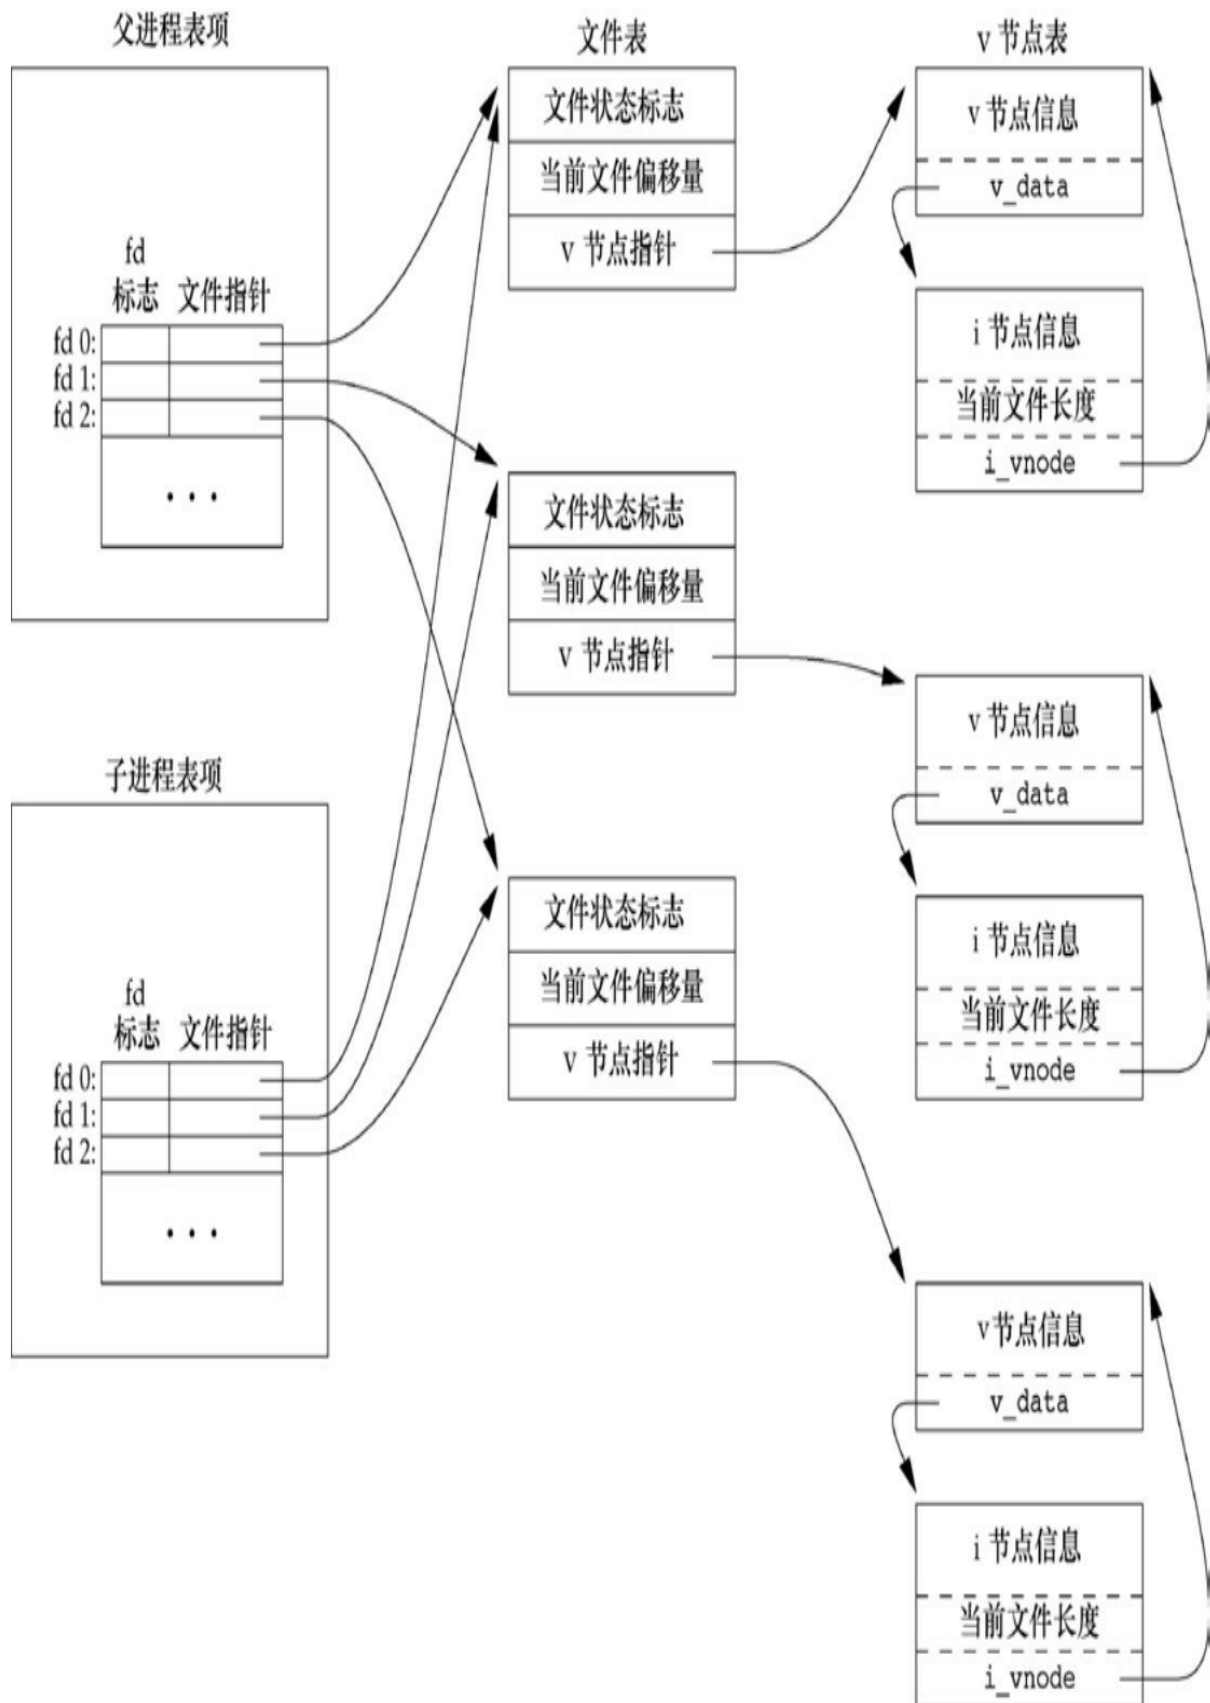 父进程表项
fd
标志 文件指针
fd 0:
fd 1:
fd 2:
• • •
子进程表项
fd
标志 文件指针
fd 0:
fd 1:
fd 2:
• • •
文件表
文件状态标志
当前文件偏移量
v 节点指针
文件状态标志
当前文件偏移量
v 节点指针
文件状态标志
当前文件偏移量
v 节点指针
v 节点表
v 节点信息
v_data
i 节点信息
当前文件长度
i_vnode
v 节点信息
v_data
i 节点信息
当前文件长度
i_vnode
v节点信息
v_data
i 节点信息
当前文件长度
i_vnode